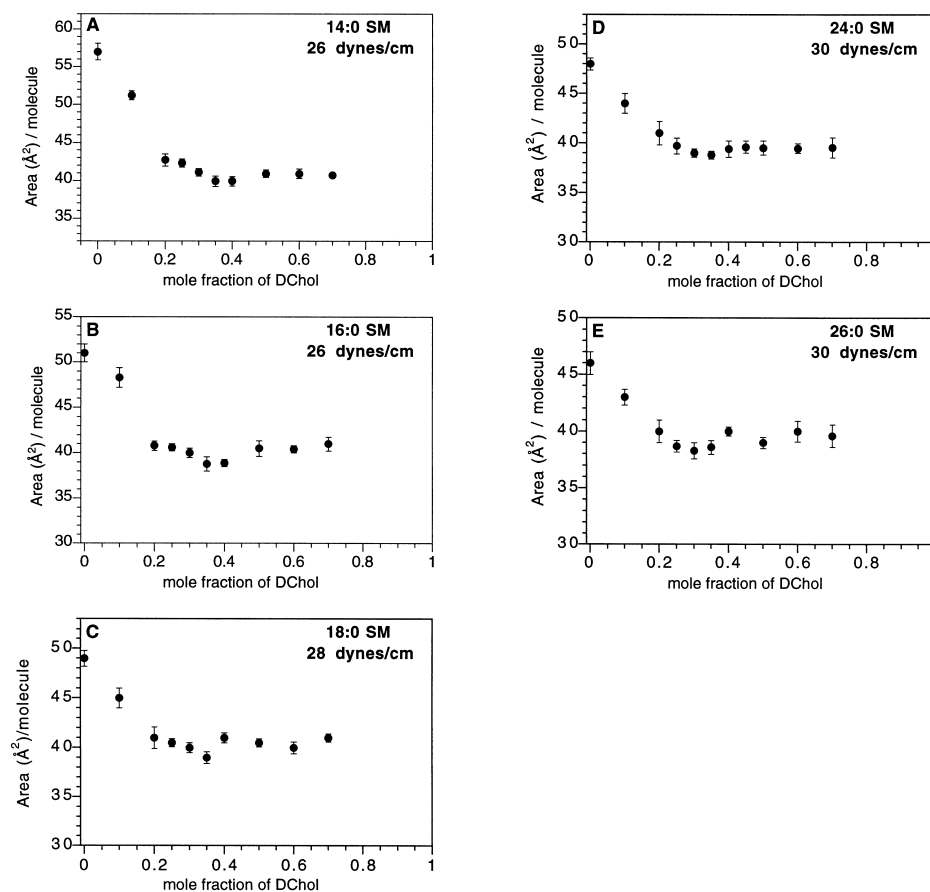 A
14:0 SM
26 dynes/cm
60
55
50
45
40
35
Area (Å2) / molecule
0 0.2 0.4 0.6 0.8 1
mole fraction of DChol
B
16:0 SM
26 dynes/cm
55
50
45
40
35
30
Area (Å2) / molecule
0 0.2 0.4 0.6 0.8 1
mole fraction of DChol
C
18:0 SM
28 dynes/cm
50
45
40
35
30
Area (Å2)/molecule
0 0.2 0.4 0.6 0.8 1
mole fraction of DChol
D
24:0 SM
30 dynes/cm
50
45
40
35
30
Area (Å2) / molecule
0 0.2 0.4 0.6 0.8
mole fraction of DChol
E
26:0 SM
30 dynes/cm
50
45
40
35
30
Area (Å2) / molecule
0 0.2 0.4 0.6 0.8
mole fraction of DChol